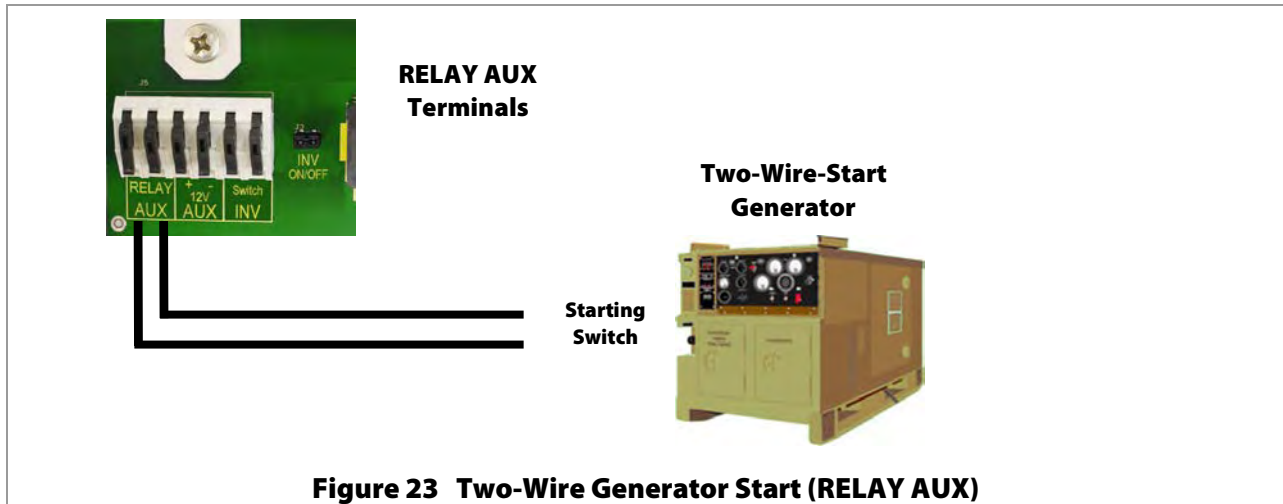 J5
RELAY AUX
Terminals
J2
INV
ON/OFF
RELAY
AUX
+ -
12V
AUX
Switch
INV
Two-Wire-Start
Generator
Starting
Switch
Figure 23 Two-Wire Generator Start (RELAY AUX)